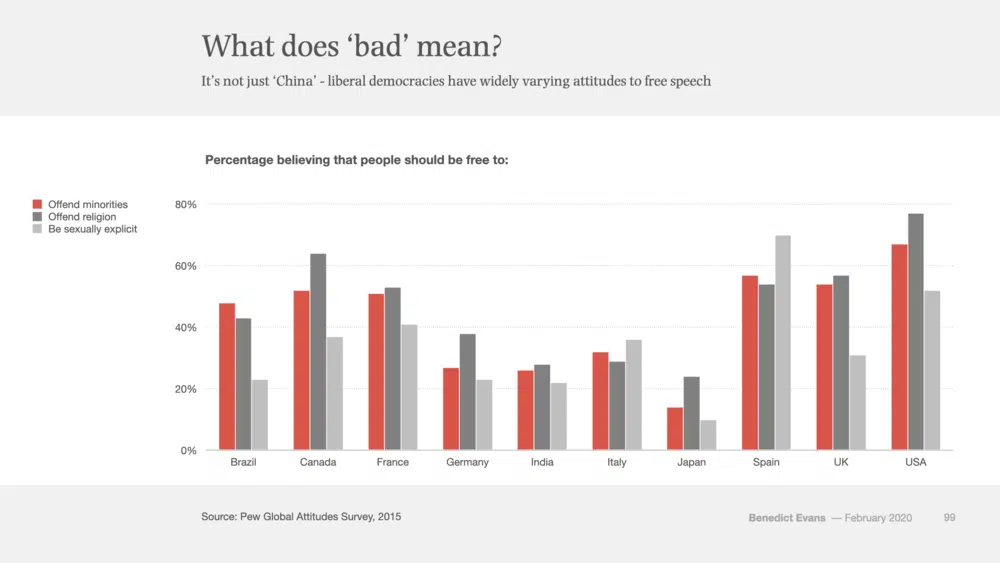 What does ‘bad’ mean?
It’s not just ‘China’ - liberal democracies have widely varying attitudes to free speech
Percentage believing that people should be free to:
Offend minorities
Offend religion
Be sexually explicit
80%
60%
40%
20%
0%
Brazil Canada France Germany India Italy Japan Spain UK USA
Source: Pew Global Attitudes Survey, 2015
Benedict Evans — February 2020 99